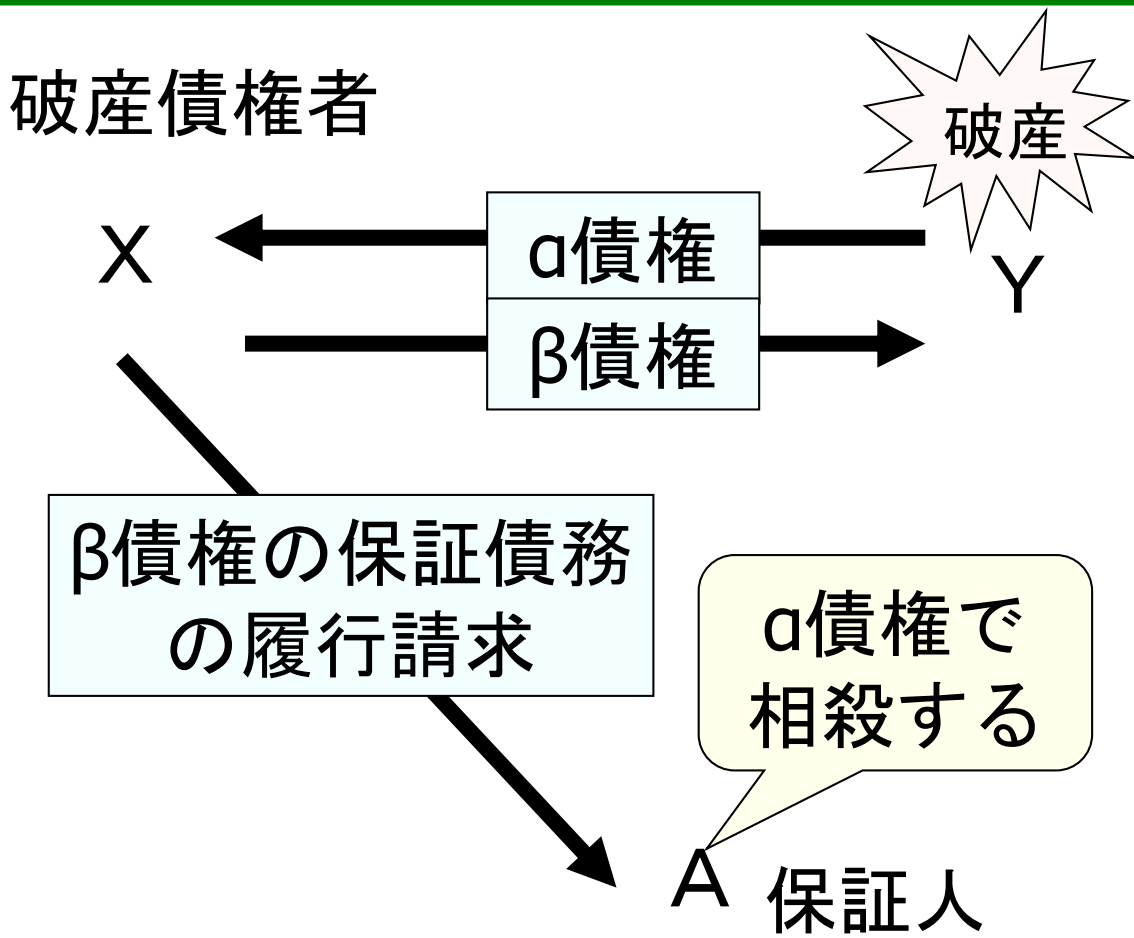 破産債権者
破産
X
α債権
Y
β債権
β債権の保証債務
の履行請求
α債権で
相殺する
A 保証人